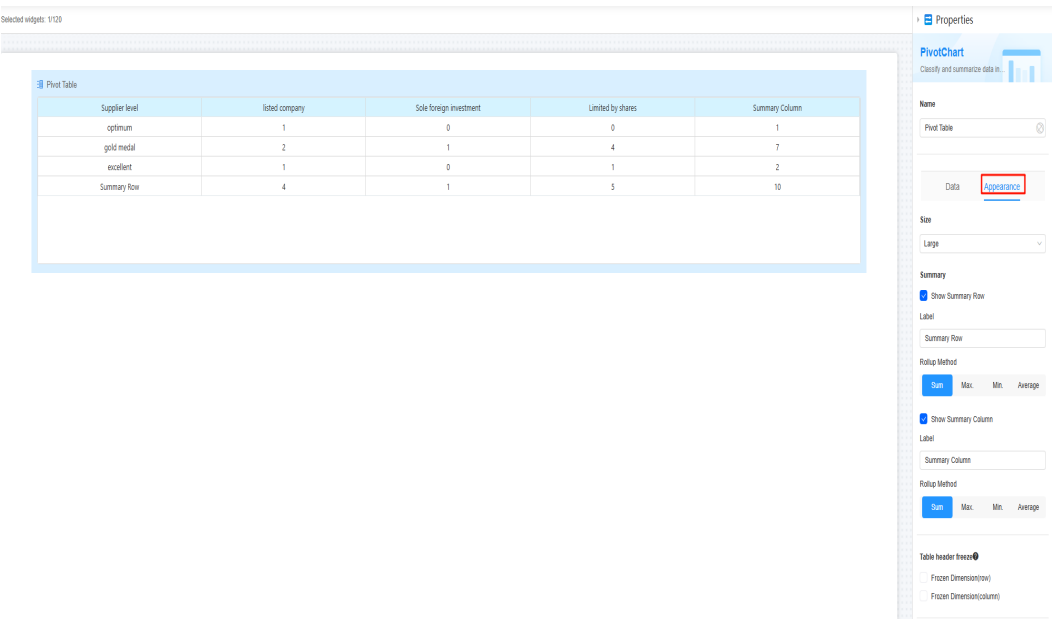 Selected widgets: 1/120
Properties
PivotChart
Classify and summarize data in...
Name
Pivot Table
Data Appearance
Size
Large
Summary
Show Summary Row
Label
Summary Row
Rollup Method
Sum Max. Min. Average
Show Summary Column
Label
Summary Column
Rollup Method
Sum Max. Min. Average
Table header freeze
Frozen Dimension(row)
Frozen Dimension(column)
Pivot Table
Supplier level listed company Sole foreign investment Limited by shares Summary Column
optimum 1 0 0 1
gold medal 2 1 4 7
excellent 1 0 1 2
Summary Row 4 1 5 10